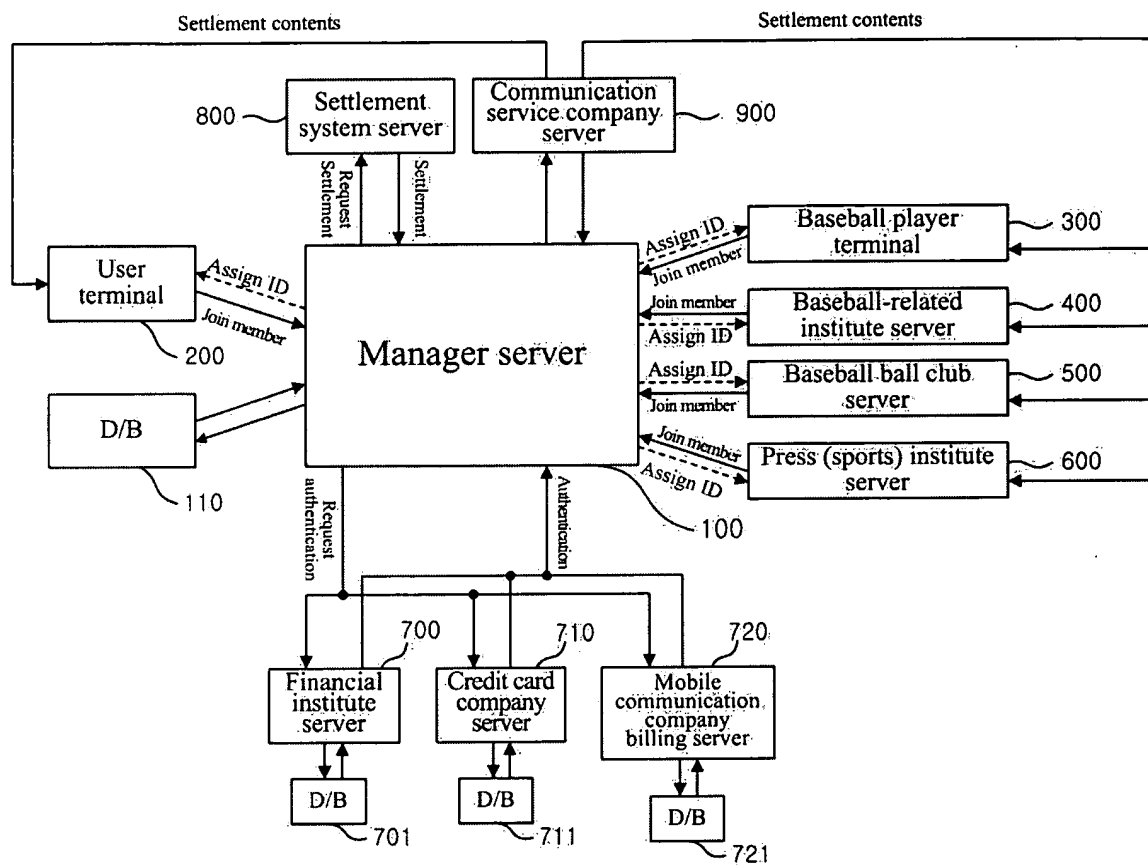 Settlement contents
Settlement contents
800
Settlement
system server
Communication
service company
server
900
Request
Settlement
Settlement
User
terminal
200
Assign ID
Join member
Manager server
100
D/B
110
Assign ID
Join member
Baseball player
terminal
300
Join member
Assign ID
Baseball-related
institute server
400
Assign ID
Join member
Baseball ball club
server
500
Join member
Assign ID
Press (sports) institute
server
600
Request
authentication
Authentication
700
Financial
institute
server
710
Credit card
company
server
720
Mobile
communication
company
billing server
D/B
701
D/B
711
D/B
721